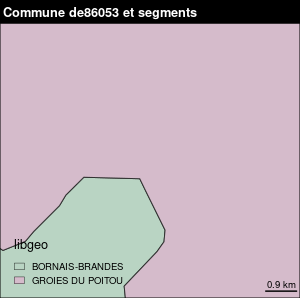 Commune de86053 et segments
libgeo
BORNAIS-BRANDES
GROIES DU POITOU
0.9 km